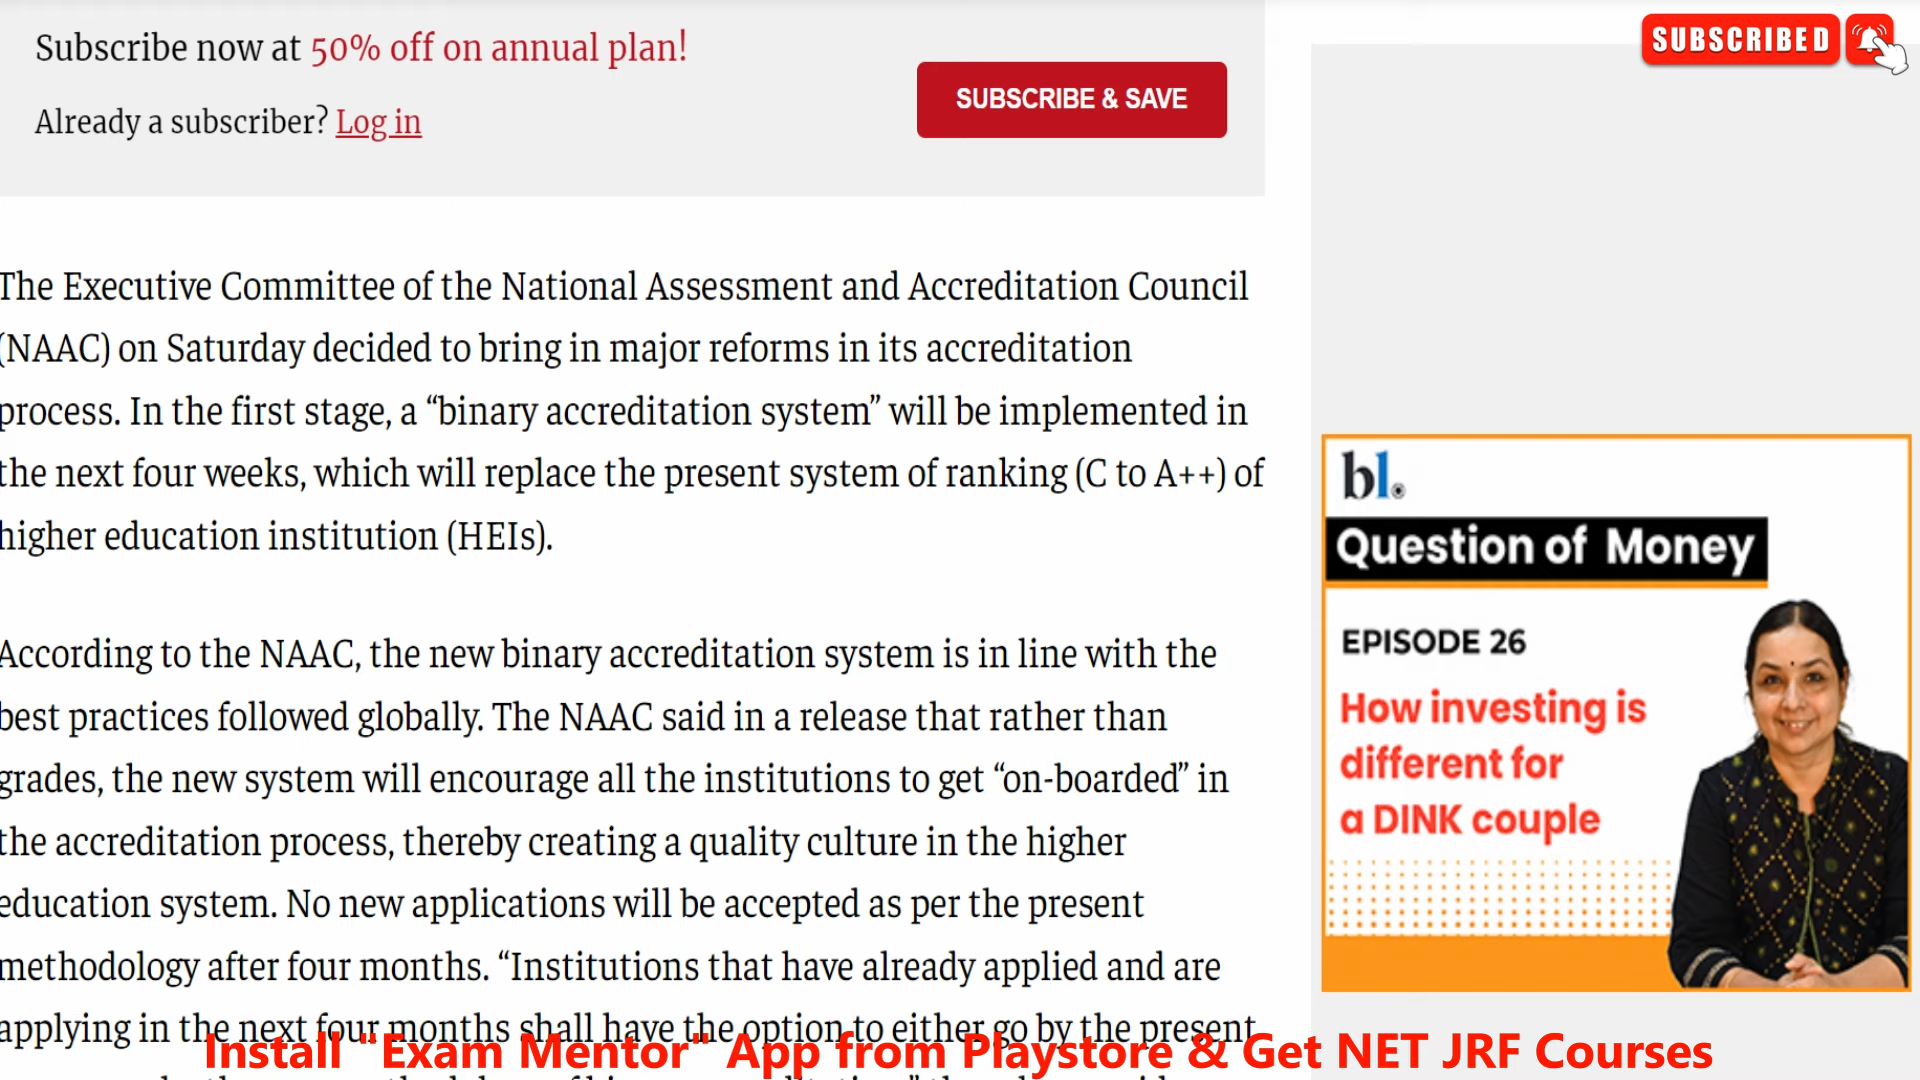 Subscribe now at 50% off on annual plan!
Already a subscriber? Log in
SUBSCRIBE & SAVE
SUBSCRIBED
The Executive Committee of the National Assessment and Accreditation Council
(NAAC) on Saturday decided to bring in major reforms in its accreditation
process. In the first stage, a “binary accreditation system” will be implemented in
the next four weeks, which will replace the present system of ranking (C to A++) of
higher education institution (HEIs).
According to the NAAC, the new binary accreditation system is in line with the
best practices followed globally. The NAAC said in a release that rather than
grades, the new system will encourage all the institutions to get “on-boarded” in
the accreditation process, thereby creating a quality culture in the higher
education system. No new applications will be accepted as per the present
methodology after four months. “Institutions that have already applied and are
applying in the next four months shall have the option to either go by the present
bl.
Question of Money
EPISODE 26
How investing is
different for
a DINK couple
Install "Exam Mentor" App from Playstore & Get NET JRF Courses